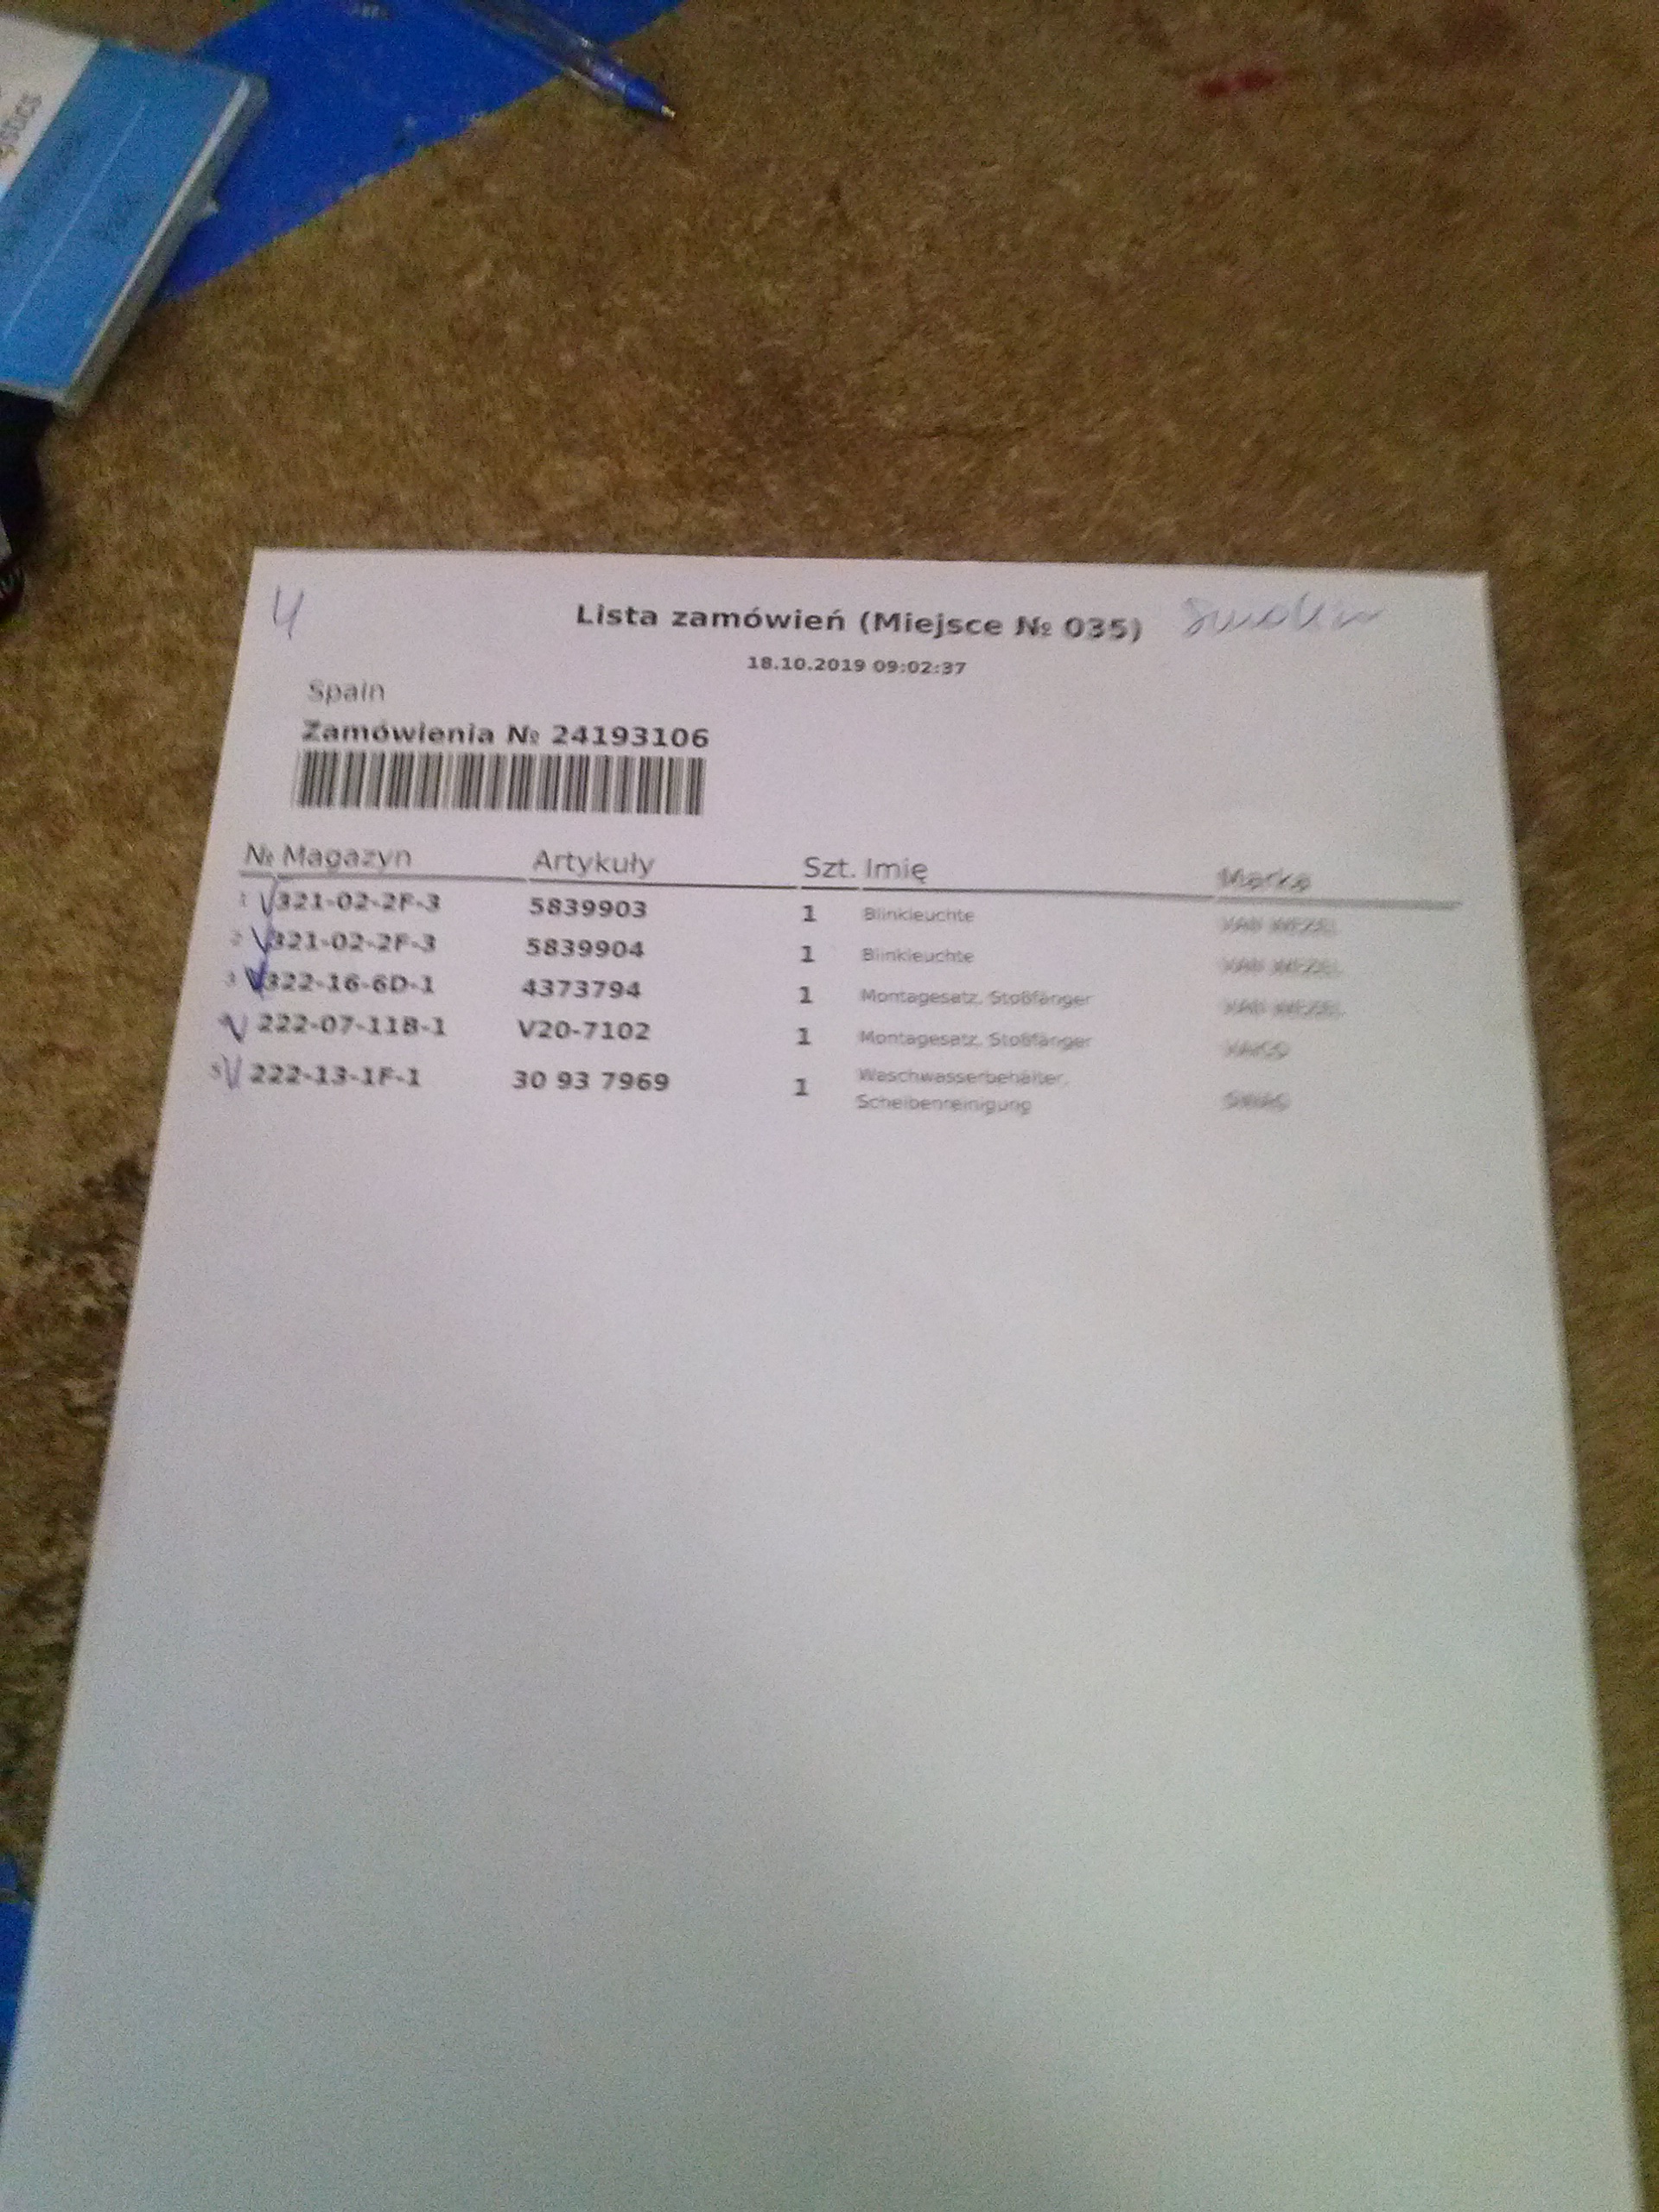 4
Lista zamówień (Miejsce № 035)
18.10.2019 09:02:37
Spain
Zamówienia № 24193106
№ Magazyn Artykuły Szt. Imię Marka
1 321-02-2F-3 5839903 1 Blinkleuchte VAN WEZEL
2 321-02-2F-3 5839904 1 Blinkleuchte VAN WEZEL
3 322-16-6D-1 4373794 1 Montagesatz, Stoßfänger VAN WEZEL
4 222-07-11B-1 V20-7102 1 Montagesatz, Stoßfänger VAICO
5 222-13-1F-1 30 93 7969 1 Waschwasserbehälter,
Scheibenreinigung SWAG